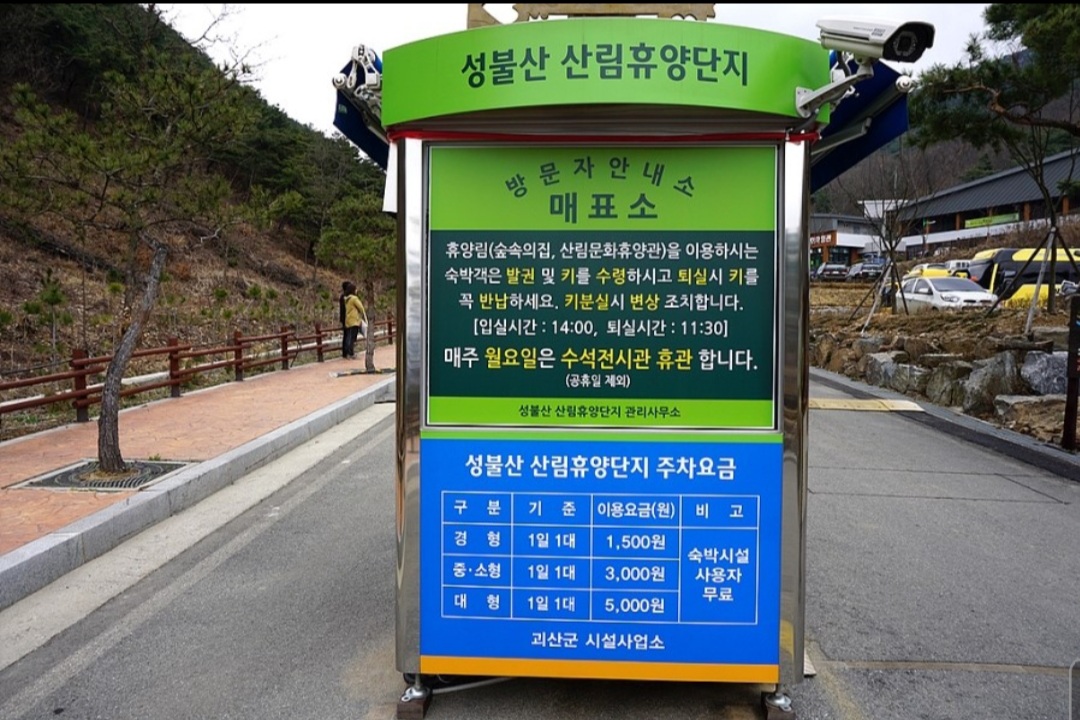 성불산 산림휴양단지
방문자안내소
매표소
휴양림(숲속의집, 산림문화휴양관)을 이용하시는
숙박객은 발권 및 키를 수령하시고 퇴실시 키를
꼭 반납하세요. 키분실시 변상 조치합니다.
[입실시간 : 14:00, 퇴실시간 : 11:30]
매주 월요일은 수석전시관 휴관 합니다.
(공휴일 제외)
성불산 산림휴양단지 관리사무소
성불산 산림휴양단지 주차요금
구 분 기 준 이용요금(원) 비 고
경 형 1일 1대 1,500원
중·소형 1일 1대 3,000원
대 형 1일 1대 5,000원
숙박시설
사용자
무료
괴산군 시설사업소